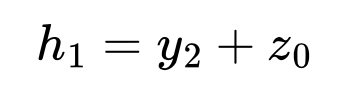 h₁ = y₂ + z₀